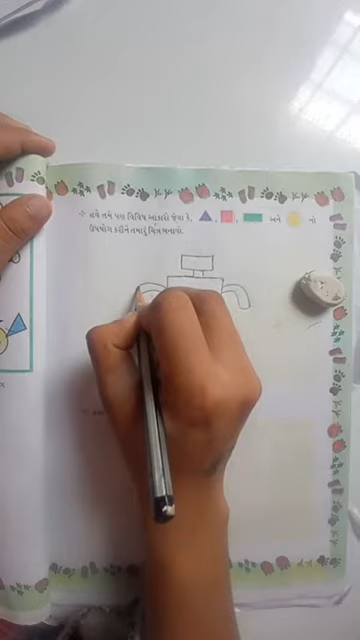 હવે તમે પણ વિવિધ આકારો જેવા કે, , , અને નો
ઉપયોગ કરીને તમારું ચિત્ર બનાવો.